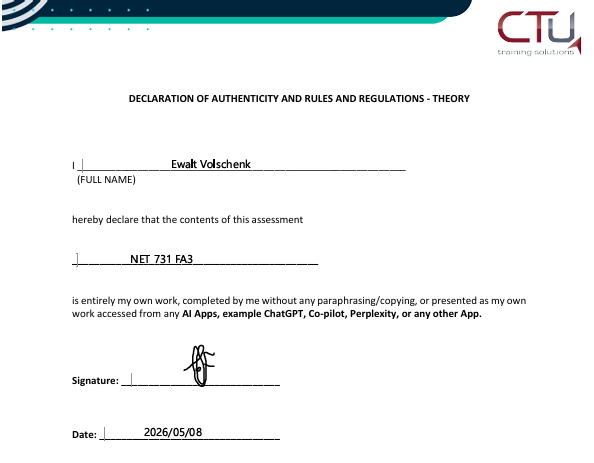 CTU
training solutions
DECLARATION OF AUTHENTICITY AND RULES AND REGULATIONS - THEORY
I Ewalt Volschenk
(FULL NAME)
hereby declare that the contents of this assessment
NET 731 FA3
is entirely my own work, completed by me without any paraphrasing/copying, or presented as my own
work accessed from any AI Apps, example ChatGPT, Co-pilot, Perplexity, or any other App.
Signature:
Date: 2026/05/08